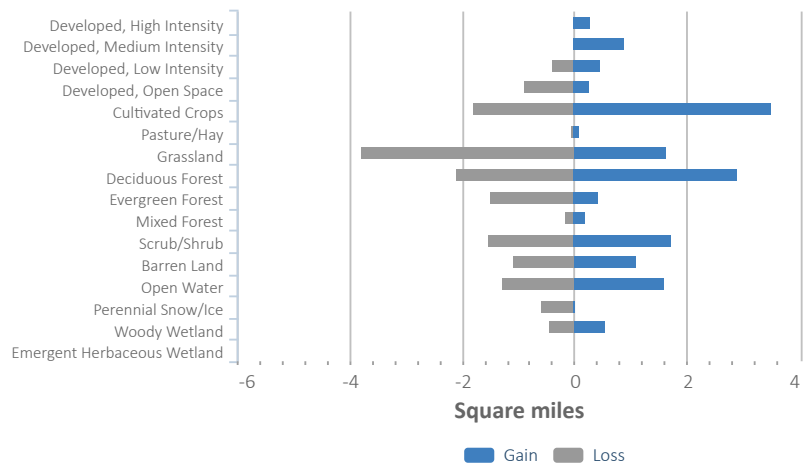 Developed, High Intensity
Developed, Medium Intensity
Developed, Low Intensity
Developed, Open Space
Cultivated Crops
Pasture/Hay
Grassland
Deciduous Forest
Evergreen Forest
Mixed Forest
Scrub/Shrub
Barren Land
Open Water
Perennial Snow/Ice
Woody Wetland
Emergent Herbaceous Wetland
-6 -4 -2 0 2 4
Square miles
Gain Loss